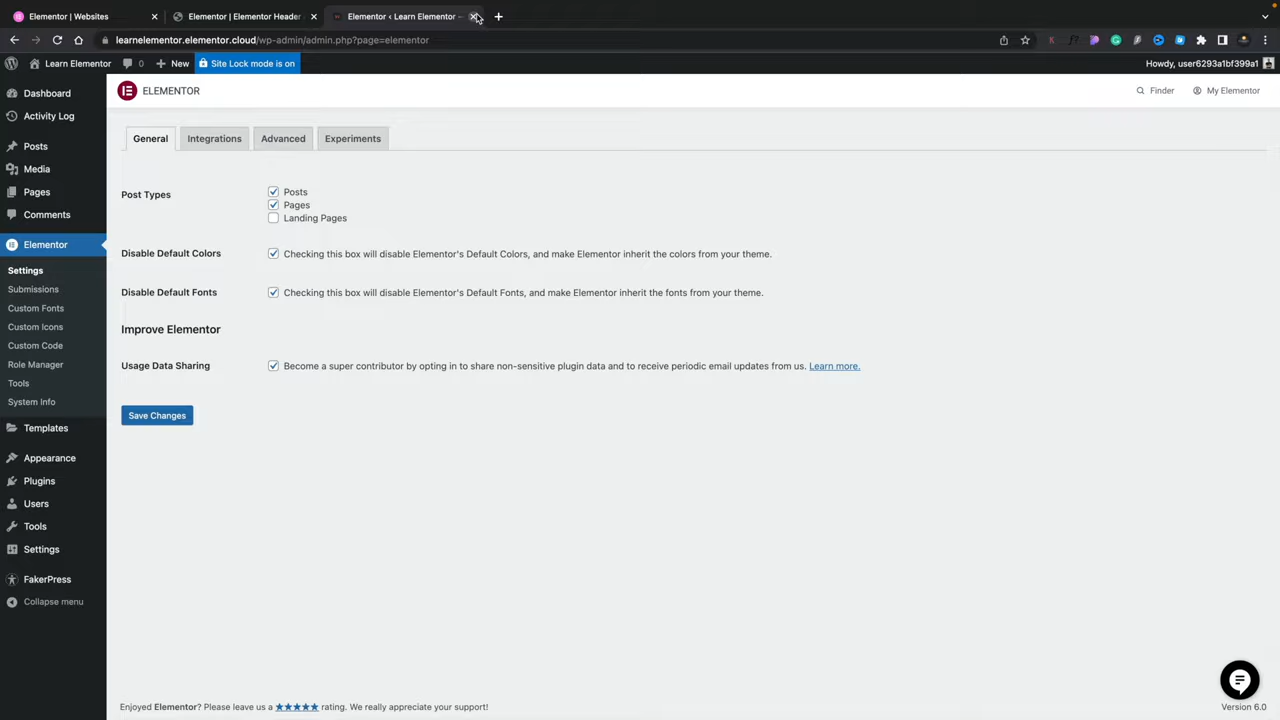 Elementor | Websites
Elementor | Elementor Header
Elementor ‹ Learn Elementor —
learnelementor.elementor.cloud/wp-admin/admin.php?page=elementor
Learn Elementor
0
New
Site Lock mode is on
Howdy, user6293a1bf399a1
Dashboard
Activity Log
Posts
Media
Pages
Comments
Elementor
Settings
Submissions
Custom Fonts
Custom Icons
Custom Code
Role Manager
Tools
System Info
Templates
Appearance
Plugins
Users
Tools
Settings
FakerPress
Collapse menu
ELEMENTOR
Finder
My Elementor
General
Integrations
Advanced
Experiments
Post Types
Posts
Pages
Landing Pages
Disable Default Colors
Checking this box will disable Elementor's Default Colors, and make Elementor inherit the colors from your theme.
Disable Default Fonts
Checking this box will disable Elementor's Default Fonts, and make Elementor inherit the fonts from your theme.
Improve Elementor
Usage Data Sharing
Become a super contributor by opting in to share non-sensitive plugin data and to receive periodic email updates from us. Learn more.
Save Changes
Enjoyed Elementor? Please leave us a ★★★★★ rating. We really appreciate your support!
Version 6.0